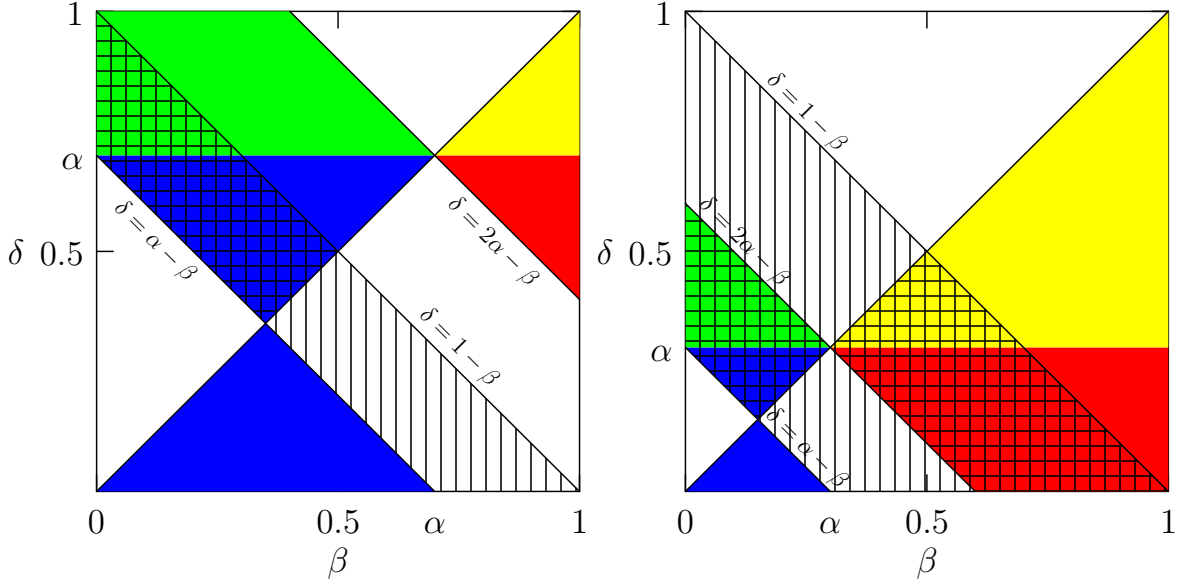 1
α
δ 0.5
δ = α − β
δ = 2α − β
δ = 1 − β
0 0.5 α 1
β
1
α
δ 0.5
δ = 1 − β
δ = 2α − β
δ = α − β
0 α 0.5 1
β